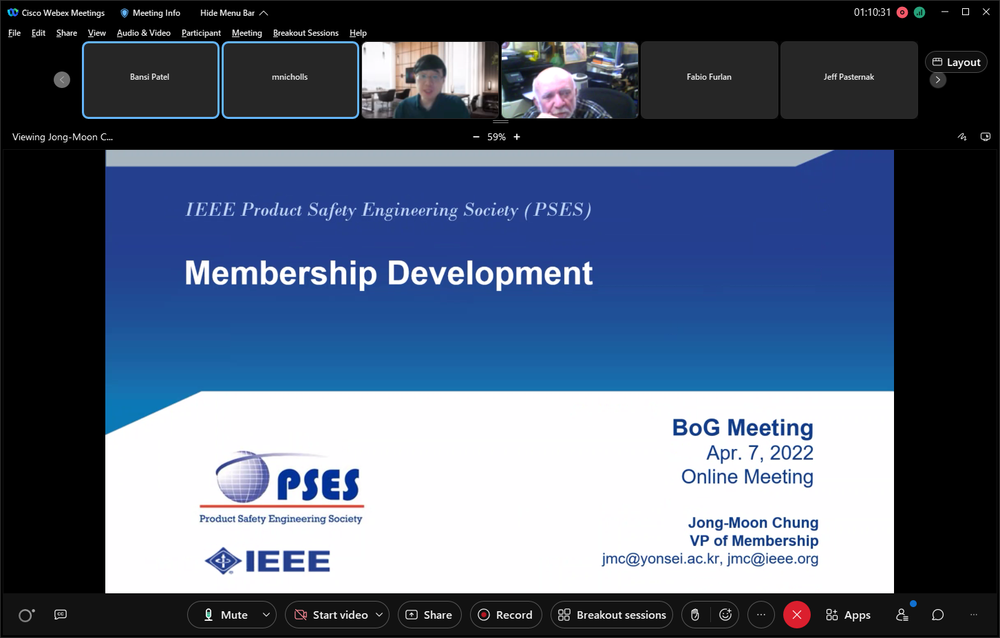 Cisco Webex Meetings
Meeting Info
Hide Menu Bar
01:10:31
File Edit Share View Audio & Video Participant Meeting Breakout Sessions Help
Bansi Patel
mnicholls
Fabio Furlan
Jeff Pasternak
Layout
Viewing Jong-Moon C...
59%
IEEE Product Safety Engineering Society (PSES)
Membership Development
BoG Meeting
Apr. 7, 2022
Online Meeting
PSES
Product Safety Engineering Society
IEEE
Jong-Moon Chung
VP of Membership
jmc@yonsei.ac.kr, jmc@ieee.org
CC
Mute
Start video
Share
Record
Breakout sessions
Apps